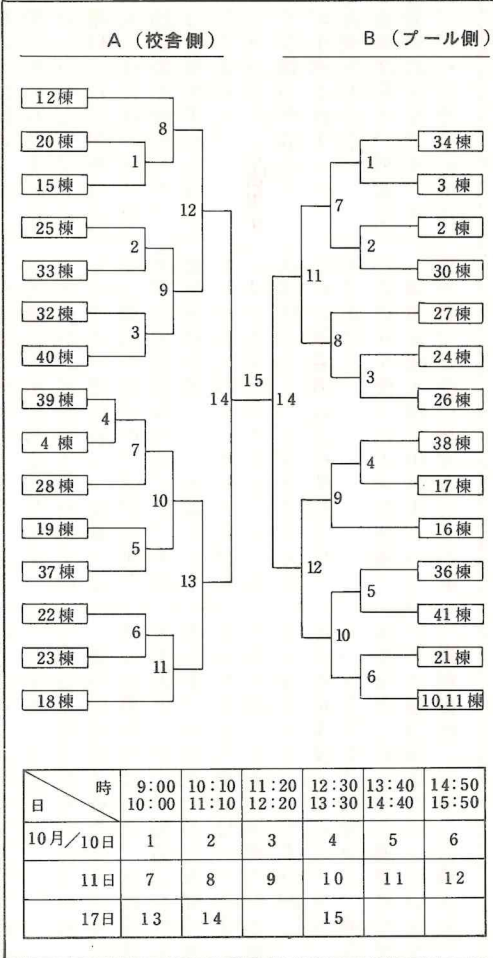 A （校舎側）
12棟
20棟
15棟
25棟
33棟
32棟
40棟
39棟
4棟
28棟
19棟
37棟
22棟
23棟
18棟
8
1
12
2
9
3
4
7
10
5
13
6
11
14
15
B （プール側）
34棟
3棟
2棟
30棟
27棟
24棟
26棟
38棟
17棟
16棟
36棟
41棟
21棟
10,11棟
1
7
2
11
8
3
14
4
9
12
5
10
6
時 9:00 10:10 11:20 12:30 13:40 14:50
日 10:00 11:10 12:20 13:30 14:40 15:50
10月／10日 1 2 3 4 5 6
11日 7 8 9 10 11 12
17日 13 14 15